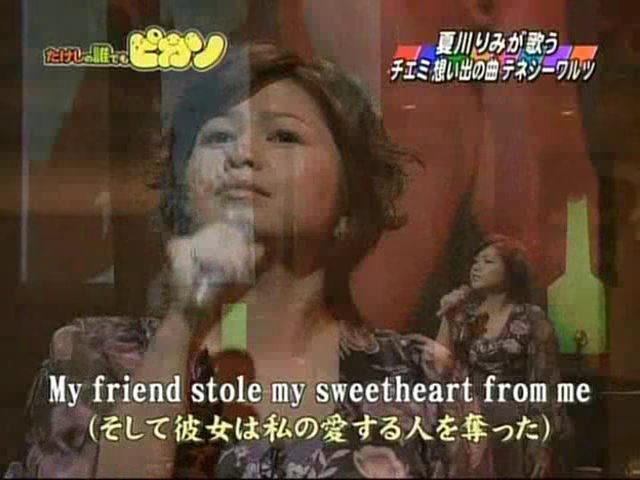 たけしの誰でもピカソ
夏川りみが歌う
チエミ 想い出の曲 テネシーワルツ
My friend stole my sweetheart from me
(そして彼女は私の愛する人を奪った)